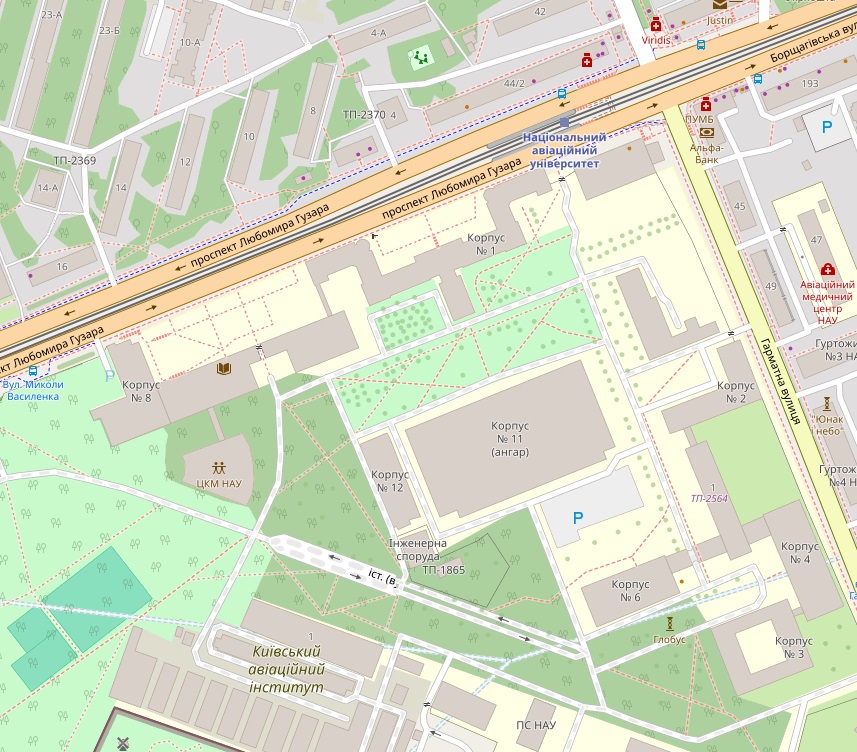 23-А
23-Б
10-А
4-А
42
Justin
Viridis
Борщагівська вул
44/2
193
ТП-2370
4
8
10
12
ПУМБ
Альфа-
Банк
P
Національний
авіаційний
університет
ТП-2369
14-А
14
16
проспект Любомира Гузара
проспект Любомира Гузара
45
47
49
Корпус
№ 1
Авіаційний
медичний
центр
НАУ
кт Любомира Гузара
Вул. Миколи
Василенка
P
Корпус
№ 8
Гарматна вулиця
Гуртожи
№3 НА
Корпус
№ 2
"Юнак
небо"
Корпус
№ 11
(ангар)
ЦКМ НАУ
Корпус
№ 12
Гуртожи
№4 Н
1
ТП-2564
P
Інженерна
споруда
ТП-1865
Корпус
№ 4
іст. (в
Корпус
№ 6
Глобус
Корпус
№ 3
1
Київський
авіаційний
інститут
ПС НАУ